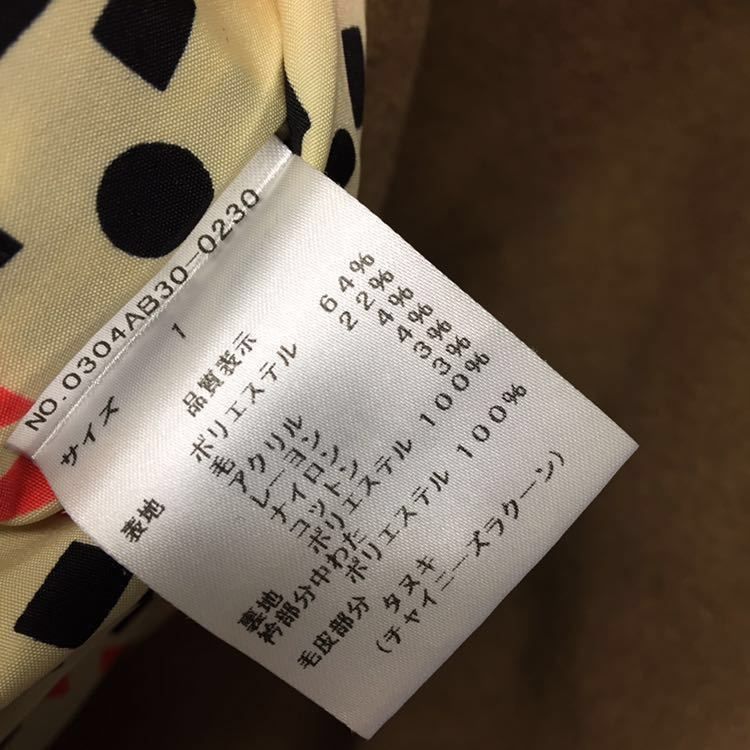 NO.0304AB30-0230
サイズ 1
品質表示
表地 ポリエステル 64%
毛 22%
アクリル 4%
レーヨン 4%
ナイロン 3%
コットン 3%
裏地 ポリエステル 100%
衿部分中わた ポリエステル 100%
毛皮部分 タヌキ
(チャイニーズラクーン)